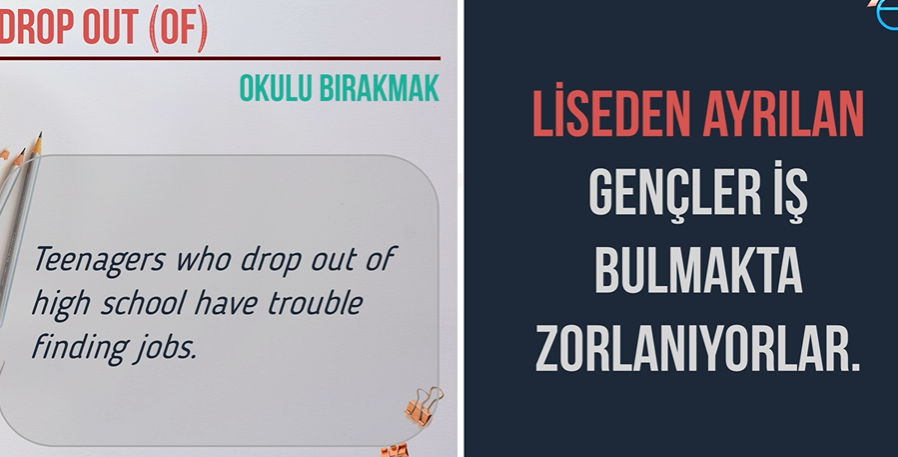 DROP OUT (OF)
OKULU BIRAKMAK
Teenagers who drop out of
high school have trouble
finding jobs.
LİSEDEN AYRILAN
GENÇLER İŞ
BULMAKTA
ZORLANIYORLAR.